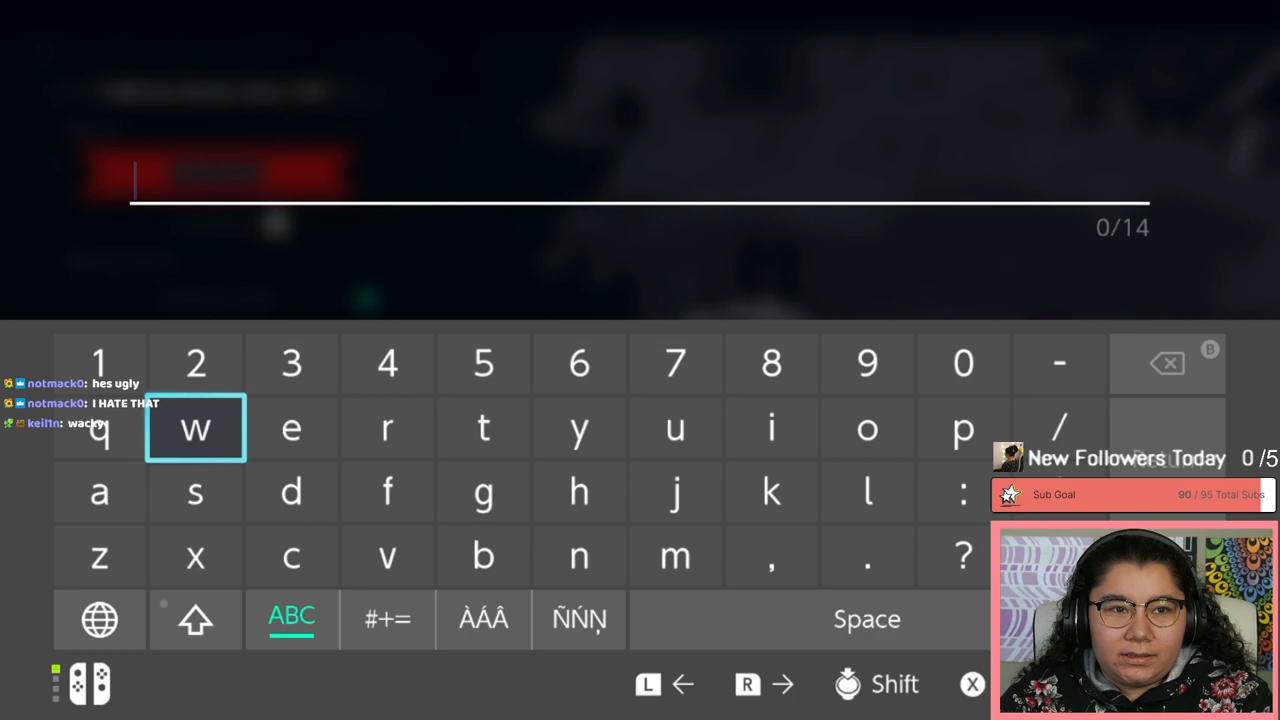 0/14
1 2 3 4 5 6 7 8 9 0 -
B
notmack0: hes ugly
notmack0: I HATE THAT
keil1n: wacky
q w e r t y u i o p /
New Followers Today 0 /5
Sub Goal 90 / 95 Total Subs
a s d f g h j k l :
z x c v b n m , . ?
ABC #+= ÀÁÂ ÑŃŅ Space
L ← R → Shift X